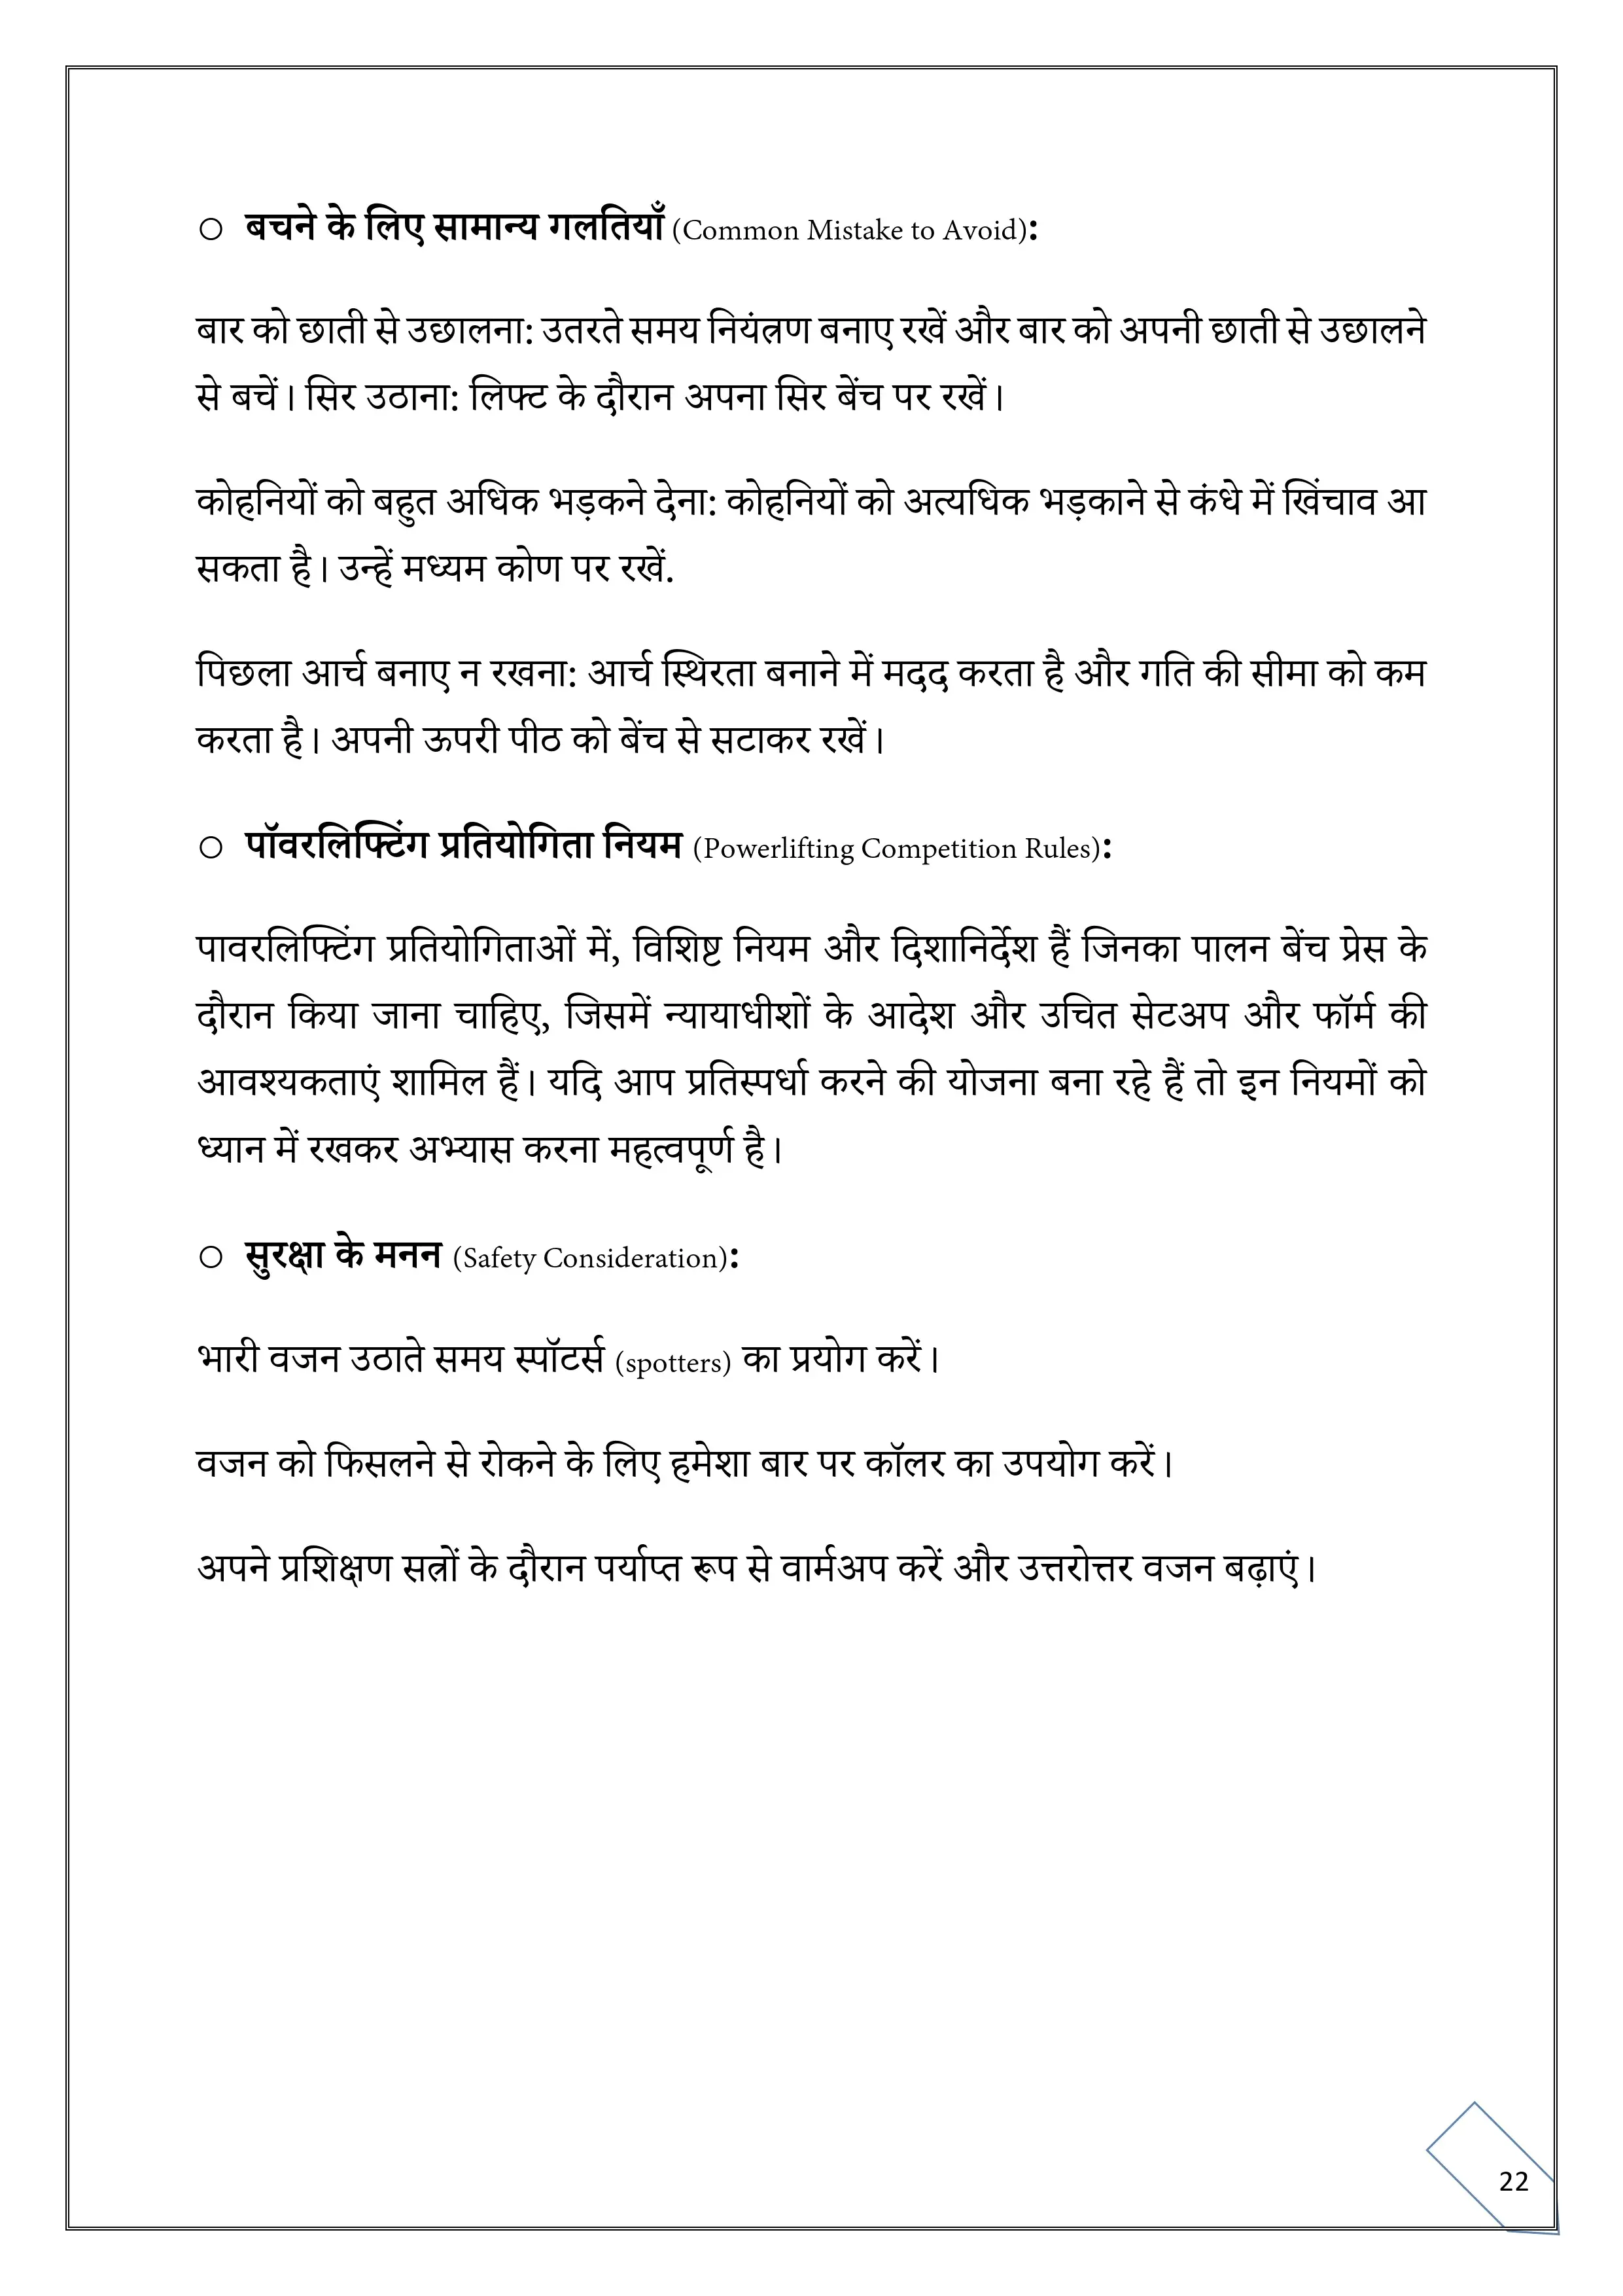 ○ बचने के लिए सामान्य गलतियाँ (Common Mistake to Avoid):
बार को छाती से उछालना: उतरते समय नियंत्रण बनाए रखें और बार को अपनी छाती से उछालने
से बचें। सिर उठाना: लिफ्ट के दौरान अपना सिर बेंच पर रखें।
कोहनियों को बहुत अधिक भड़कने देना: कोहनियों को अत्यधिक भड़काने से कंधे में खिंचाव आ
सकता है। उन्हें मध्यम कोण पर रखें.
पिछला आर्च बनाए न रखना: आर्च स्थिरता बनाने में मदद करता है और गति की सीमा को कम
करता है। अपनी ऊपरी पीठ को बेंच से सटाकर रखें।
○ पॉवरलिफ्टिंग प्रतियोगिता नियम (Powerlifting Competition Rules):
पावरलिफ्टिंग प्रतियोगिताओं में, विशिष्ट नियम और दिशानिर्देश हैं जिनका पालन बेंच प्रेस के
दौरान किया जाना चाहिए, जिसमें न्यायाधीशों के आदेश और उचित सेटअप और फॉर्म की
आवश्यकताएं शामिल हैं। यदि आप प्रतिस्पर्धा करने की योजना बना रहे हैं तो इन नियमों को
ध्यान में रखकर अभ्यास करना महत्वपूर्ण है।
○ सुरक्षा के मनन (Safety Consideration):
भारी वजन उठाते समय स्पॉटर्स (spotters) का प्रयोग करें।
वजन को फिसलने से रोकने के लिए हमेशा बार पर कॉलर का उपयोग करें।
अपने प्रशिक्षण सत्रों के दौरान पर्याप्त रूप से वार्मअप करें और उत्तरोत्तर वजन बढ़ाएं।
22